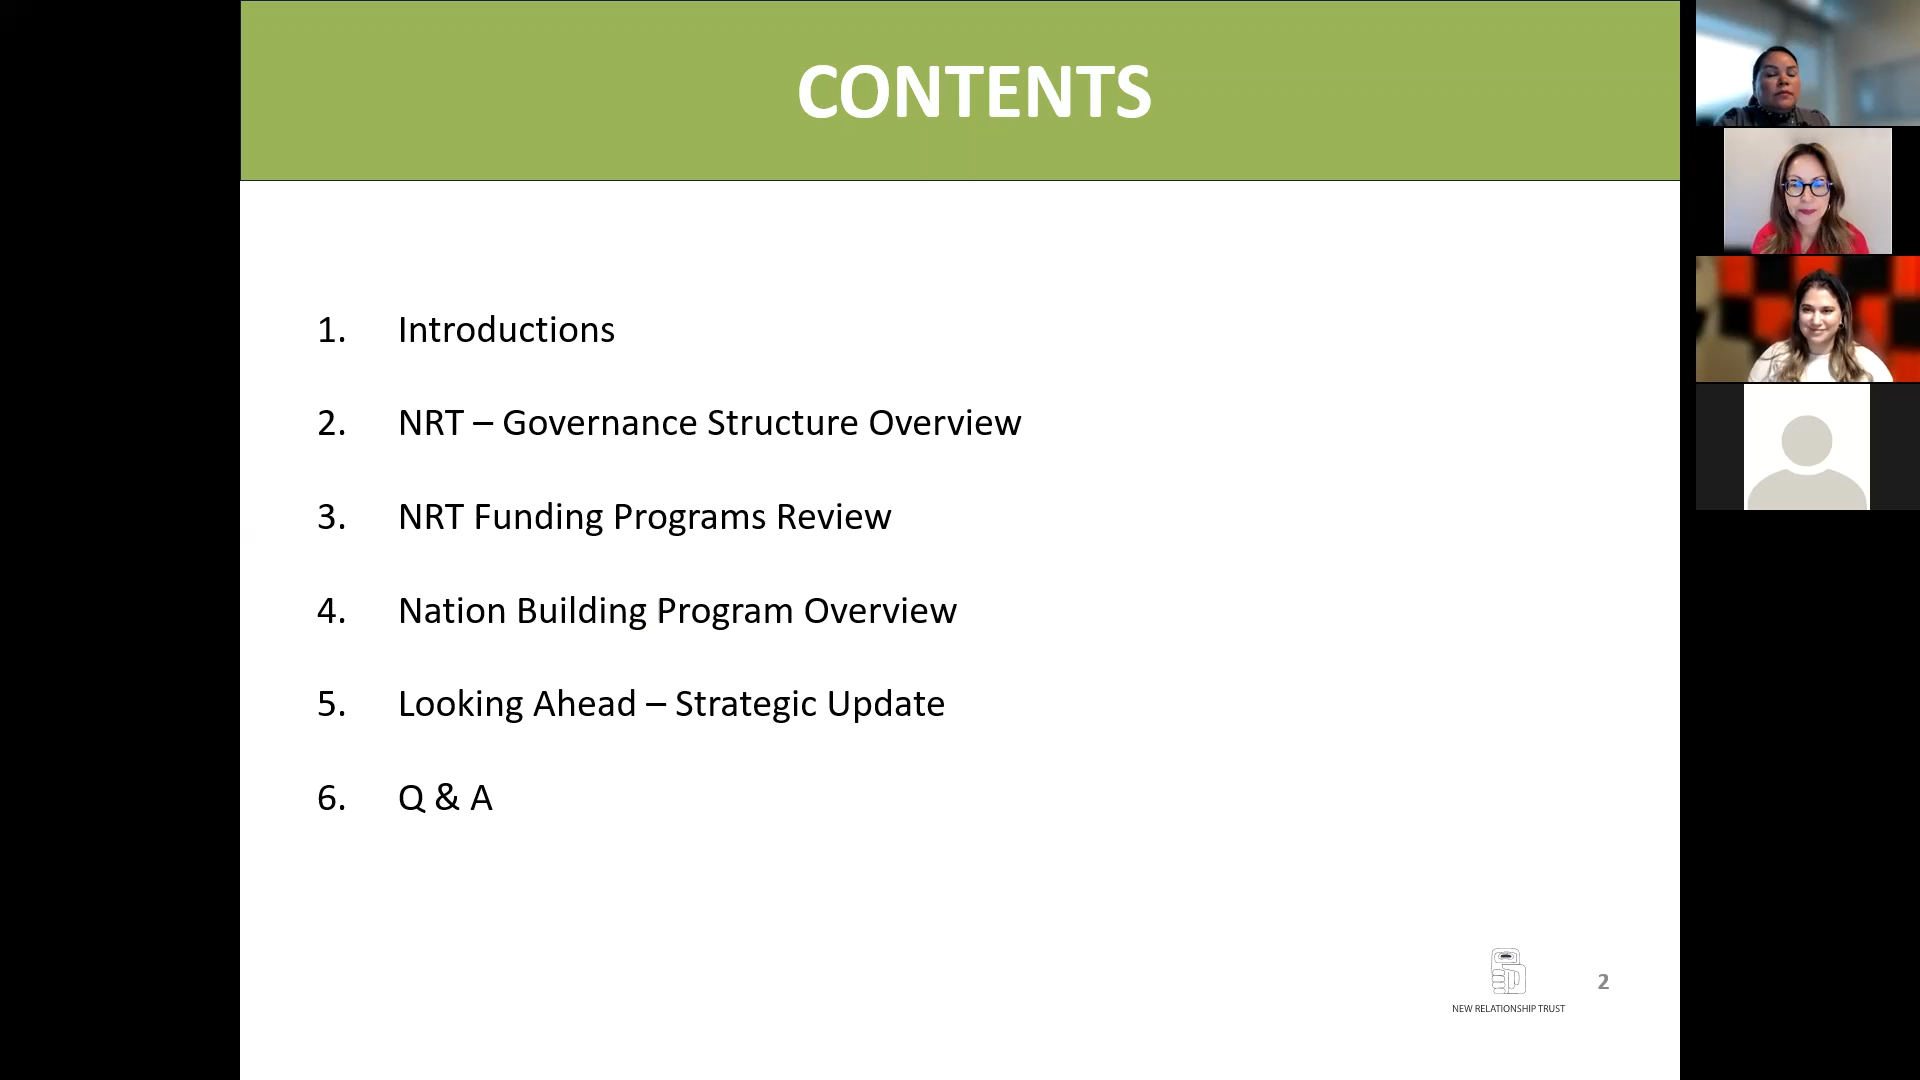 CONTENTS
1. Introductions
2. NRT – Governance Structure Overview
3. NRT Funding Programs Review
4. Nation Building Program Overview
5. Looking Ahead – Strategic Update
6. Q & A
NEW RELATIONSHIP TRUST
2